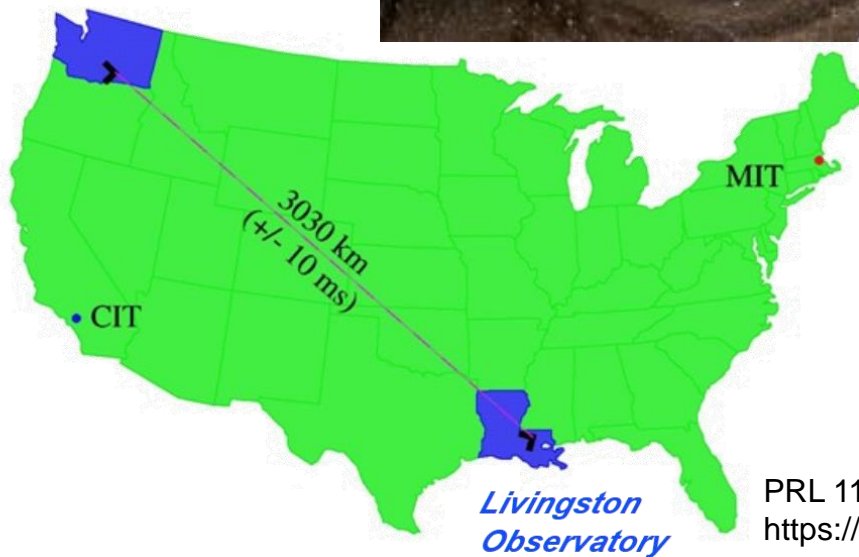 MIT
3030 km
(+/- 10 ms)
CIT
Livingston
Observatory
PRL 11
https://